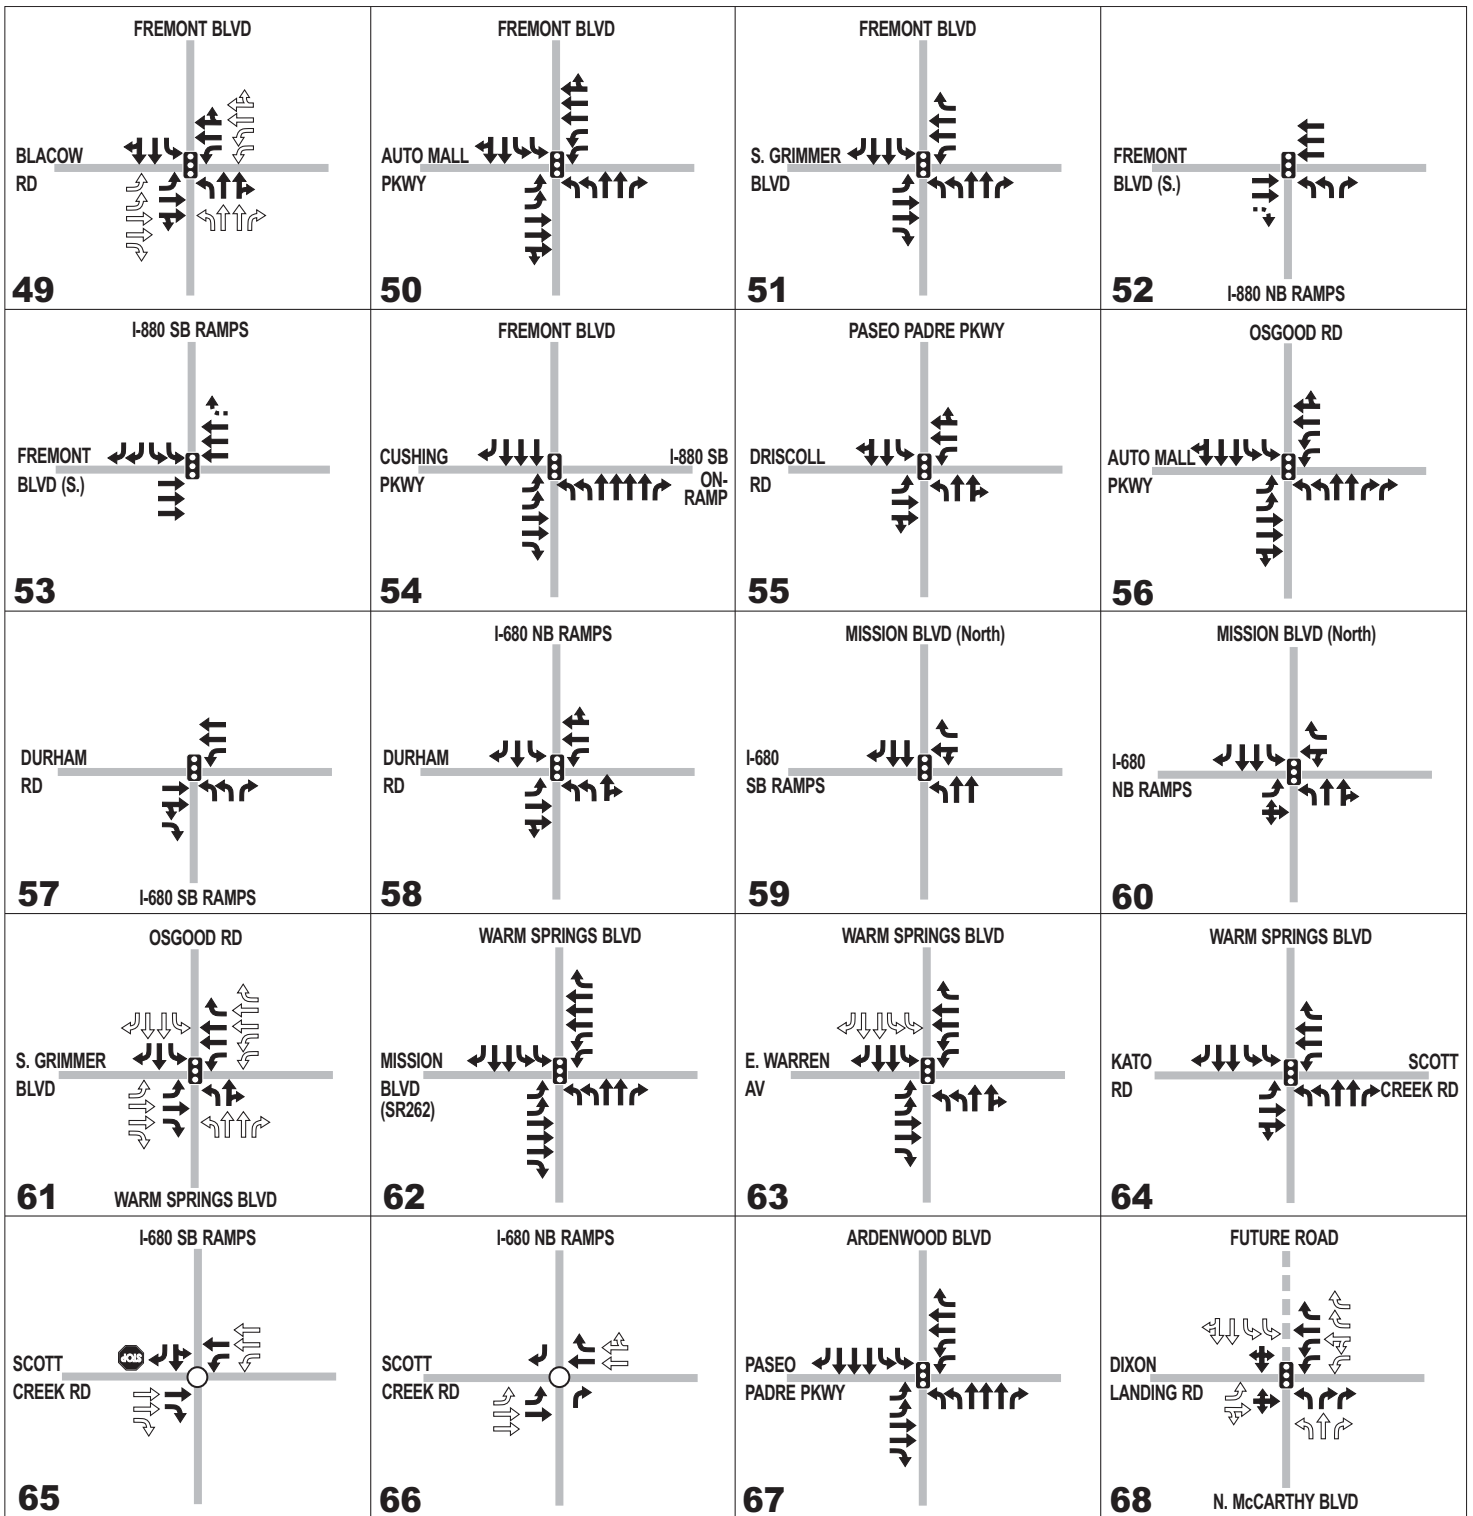 FREMONT BLVD
BLACOW
RD
49
FREMONT BLVD
AUTO MALL
PKWY
50
FREMONT BLVD
S. GRIMMER
BLVD
51
FREMONT
BLVD (S.)
I-880 NB RAMPS
52
I-880 SB RAMPS
FREMONT
BLVD (S.)
53
FREMONT BLVD
CUSHING
PKWY
I-880 SB
ON-
RAMP
54
PASEO PADRE PKWY
DRISCOLL
RD
55
OSGOOD RD
AUTO MALL
PKWY
56
DURHAM
RD
I-680 SB RAMPS
57
I-680 NB RAMPS
DURHAM
RD
58
MISSION BLVD (North)
I-680
SB RAMPS
59
MISSION BLVD (North)
I-680
NB RAMPS
60
OSGOOD RD
S. GRIMMER
BLVD
WARM SPRINGS BLVD
61
WARM SPRINGS BLVD
MISSION
BLVD
(SR262)
62
WARM SPRINGS BLVD
E. WARREN
AV
63
WARM SPRINGS BLVD
KATO
RD
SCOTT
CREEK RD
64
I-680 SB RAMPS
STOP
SCOTT
CREEK RD
65
I-680 NB RAMPS
SCOTT
CREEK RD
66
ARDENWOOD BLVD
PASEO
PADRE PKWY
67
FUTURE ROAD
DIXON
LANDING RD
N. McCARTHY BLVD
68